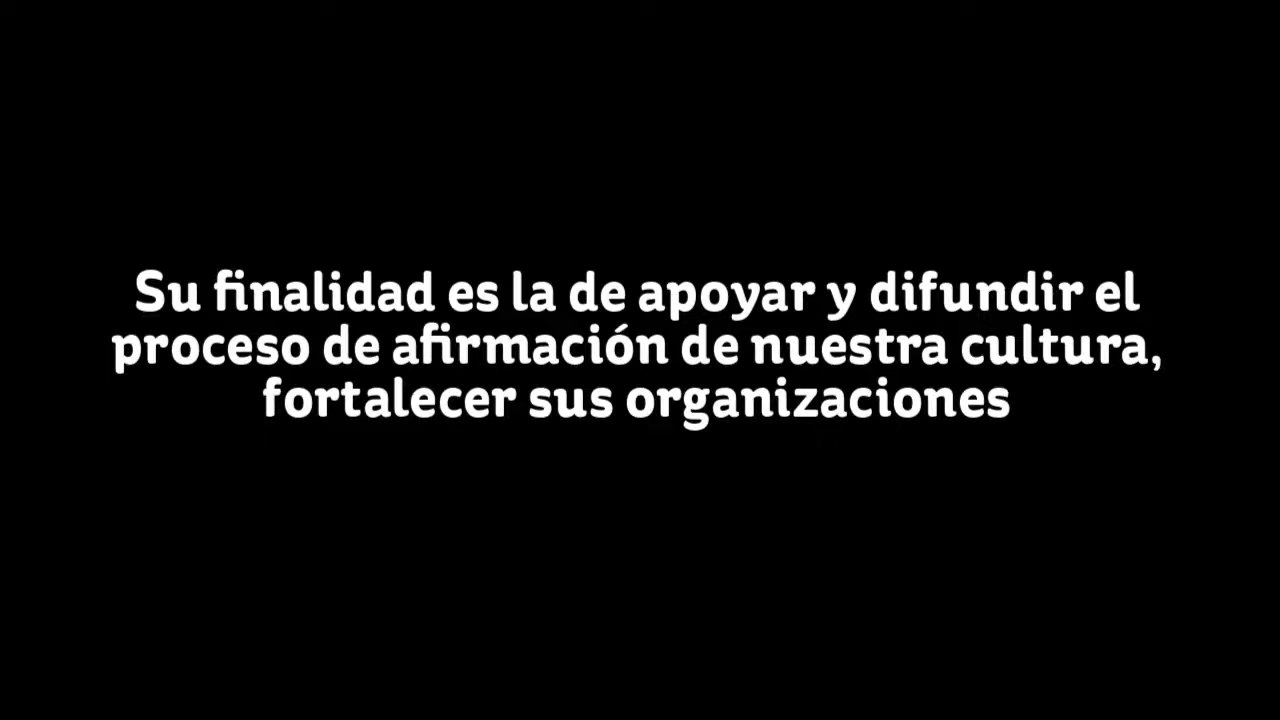 Su finalidad es la de apoyar y difundir el
proceso de afirmación de nuestra cultura,
fortalecer sus organizaciones